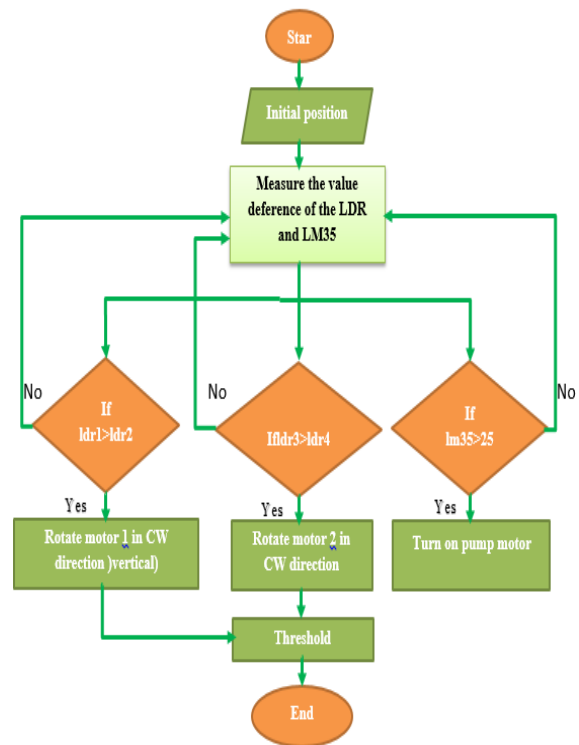 Star
Initial position
Measure the value
deference of the LDR
and LM35
No
If
ldr1>ldr2
No
Ifldr3>ldr4
If
lm35>25
No
Yes
Yes
Yes
Rotate motor 1 in CW
direction )vertical)
Rotate motor 2 in
CW direction
Turn on pump motor
Threshold
End